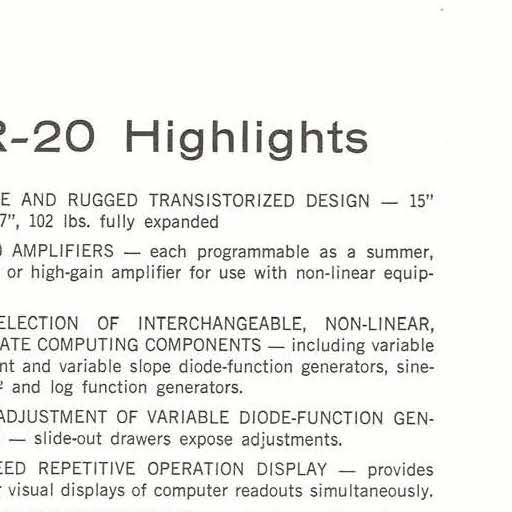 R-20 Highlights
E AND RUGGED TRANSISTORIZED DESIGN — 15"
7", 102 lbs. fully expanded
) AMPLIFIERS — each programmable as a summer,
or high-gain amplifier for use with non-linear equip-
ELECTION OF INTERCHANGEABLE, NON-LINEAR,
ATE COMPUTING COMPONENTS — including variable
nt and variable slope diode-function generators, sine-
² and log function generators.
ADJUSTMENT OF VARIABLE DIODE-FUNCTION GEN-
— slide-out drawers expose adjustments.
EED REPETITIVE OPERATION DISPLAY — provides
r visual displays of computer readouts simultaneously.